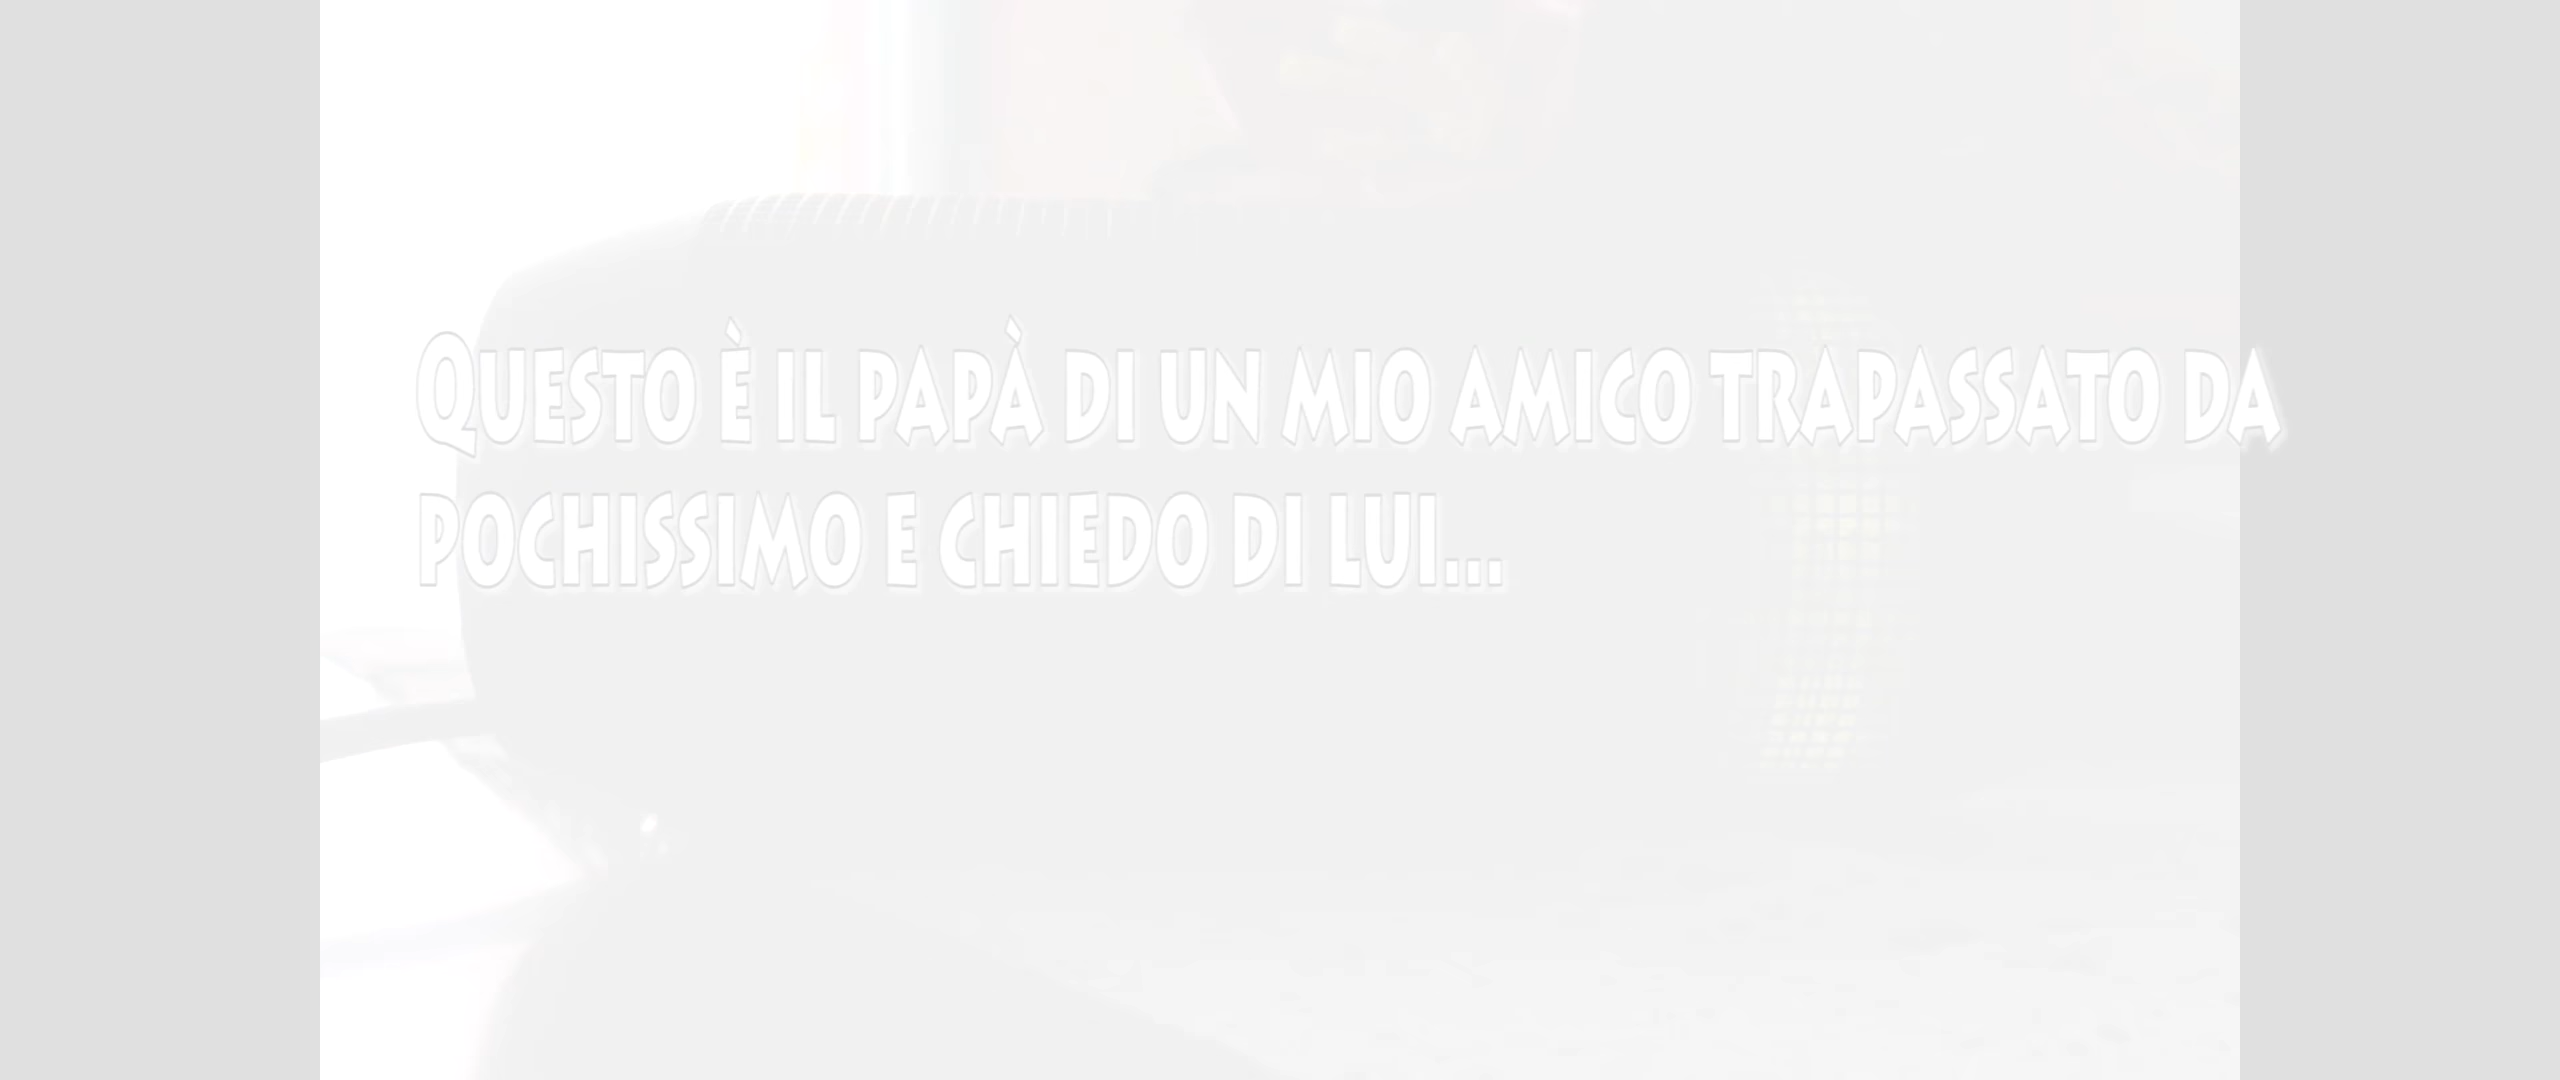 Questo è il papà di un mio amico trapassato da
pochissimo e chiedo di lui...